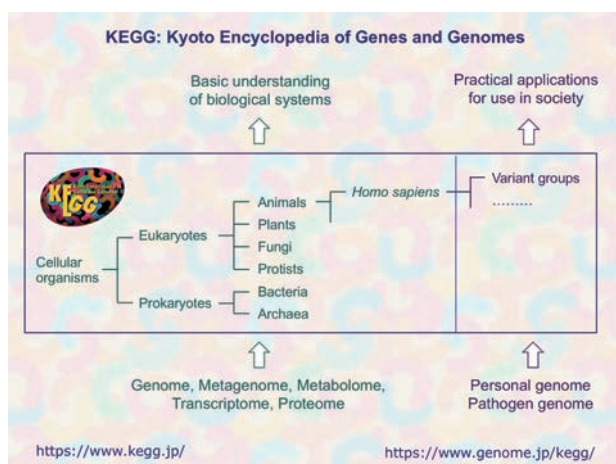 KEGG: Kyoto Encyclopedia of Genes and Genomes
Basic understanding
of biological systems
Practical applications
for use in society
KEGG
Cellular
organisms
Eukaryotes
Prokaryotes
Animals
Plants
Fungi
Protists
Bacteria
Archaea
Homo sapiens
Variant groups
.........
Genome, Metagenome, Metabolome,
Transcriptome, Proteome
Personal genome
Pathogen genome
https://www.kegg.jp/
https://www.genome.jp/kegg/